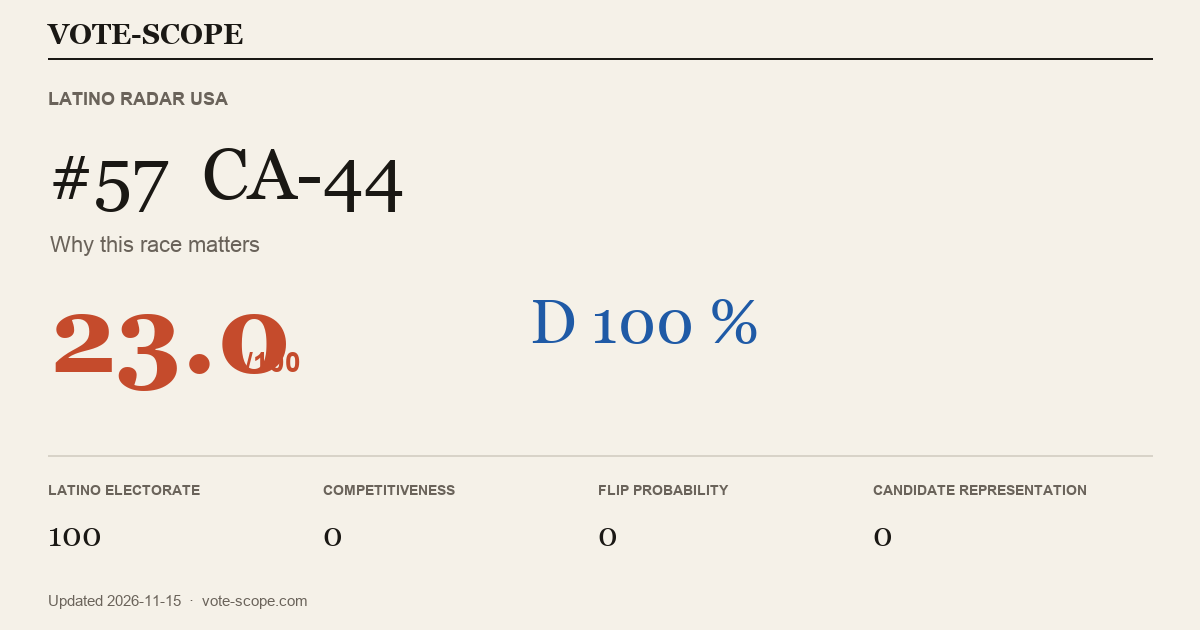 VOTE-SCOPE
LATINO RADAR USA
#57 CA-44
Why this race matters
23.0/100
D 100 %
LATINO ELECTORATE
COMPETITIVENESS
FLIP PROBABILITY
CANDIDATE REPRESENTATION
100
0
0
0
Updated 2026-11-15 · vote-scope.com